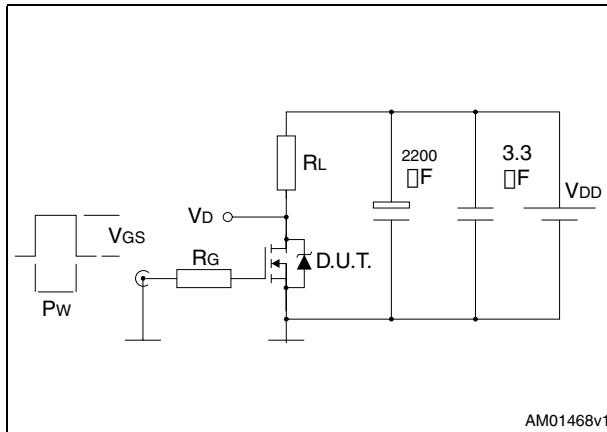 2200
▯F
3.3
▯F
RL
VDD
VD
VGS
RG
D.U.T.
PW
AM01468v1